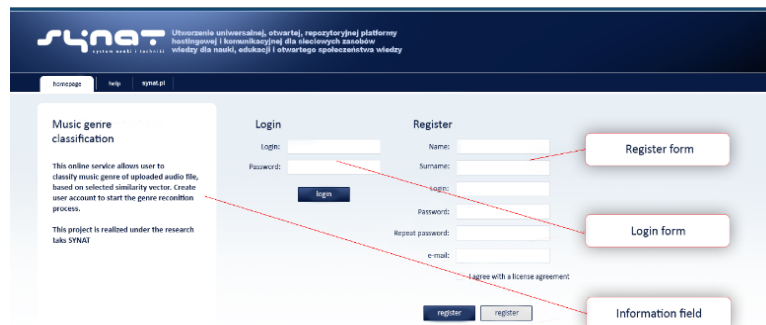 synat
system nauki i techniki
Utworzenie uniwersalnej, otwartej, repozytoryjnej platformy
hostingowej i komunikacyjnej dla sieciowych zasobów
wiedzy dla nauki, edukacji i otwartego społeczeństwa wiedzy
homepage help synat.pl
Music genre
classification
This online service allows user to
classify music genre of uploaded audio file,
based on selected similarity vector. Create
user account to start the genre reconition
process.
This project is realized under the research
taks SYNAT
Login
Login:
Password:
login
Register
Name:
Surname:
Login:
Password:
Repeat password:
e-mail:
I agree with a license agreement
register register
Register form
Login form
Information field